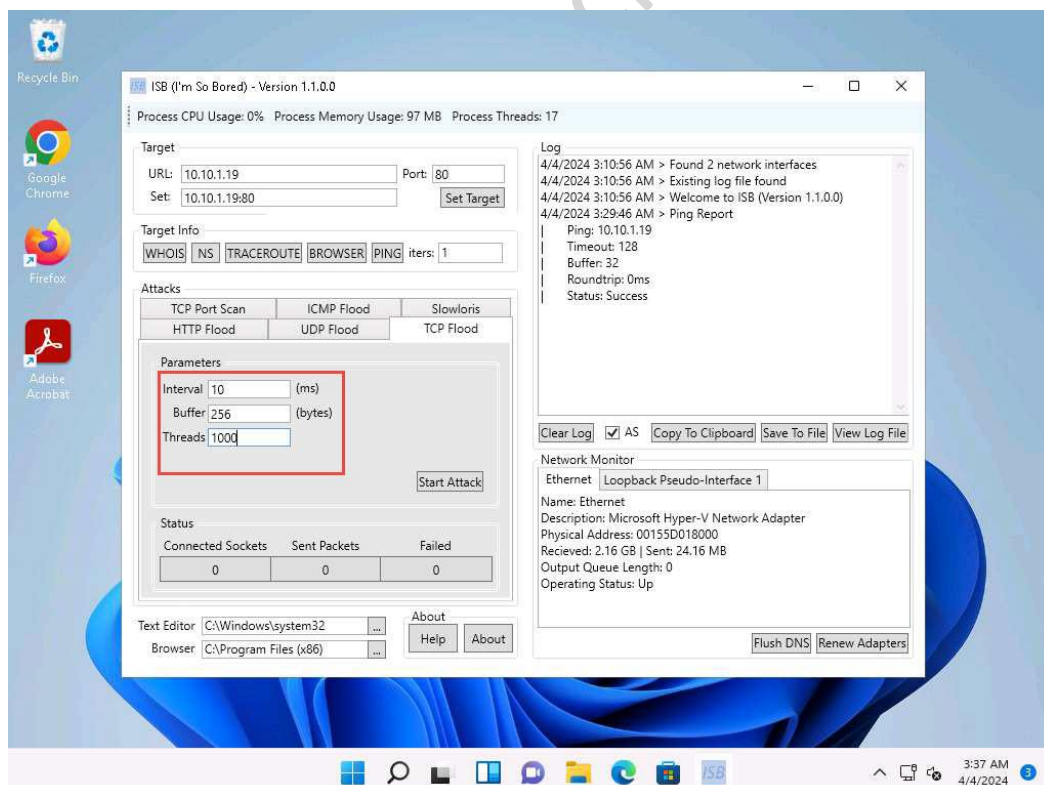 Recycle Bin
Google
Chrome
Firefox
Adobe
Acrobat
ISB ISB (I'm So Bored) - Version 1.1.0.0
Process CPU Usage: 0% Process Memory Usage: 97 MB Process Threads: 17
Target
URL: 10.10.1.19 Port: 80
Set: 10.10.1.19:80 Set Target
Target Info
WHOIS NS TRACEROUTE BROWSER PING iters: 1
Attacks
TCP Port Scan ICMP Flood Slowloris
HTTP Flood UDP Flood TCP Flood
Parameters
Interval 10 (ms)
Buffer 256 (bytes)
Threads 1000
Start Attack
Status
Connected Sockets Sent Packets Failed
0 0 0
Text Editor C:\Windows\system32 ...
Browser C:\Program Files (x86) ...
About
Help About
Log
4/4/2024 3:10:56 AM > Found 2 network interfaces
4/4/2024 3:10:56 AM > Existing log file found
4/4/2024 3:10:56 AM > Welcome to ISB (Version 1.1.0.0)
4/4/2024 3:29:46 AM > Ping Report
| Ping: 10.10.1.19
| Timeout: 128
| Buffer: 32
| Roundtrip: 0ms
| Status: Success
Clear Log AS Copy To Clipboard Save To File View Log File
Network Monitor
Ethernet Loopback Pseudo-Interface 1
Name: Ethernet
Description: Microsoft Hyper-V Network Adapter
Physical Address: 00155D018000
Recieved: 2.16 GB | Sent: 24.16 MB
Output Queue Length: 0
Operating Status: Up
Flush DNS Renew Adapters
ISB
3:37 AM
4/4/2024 3